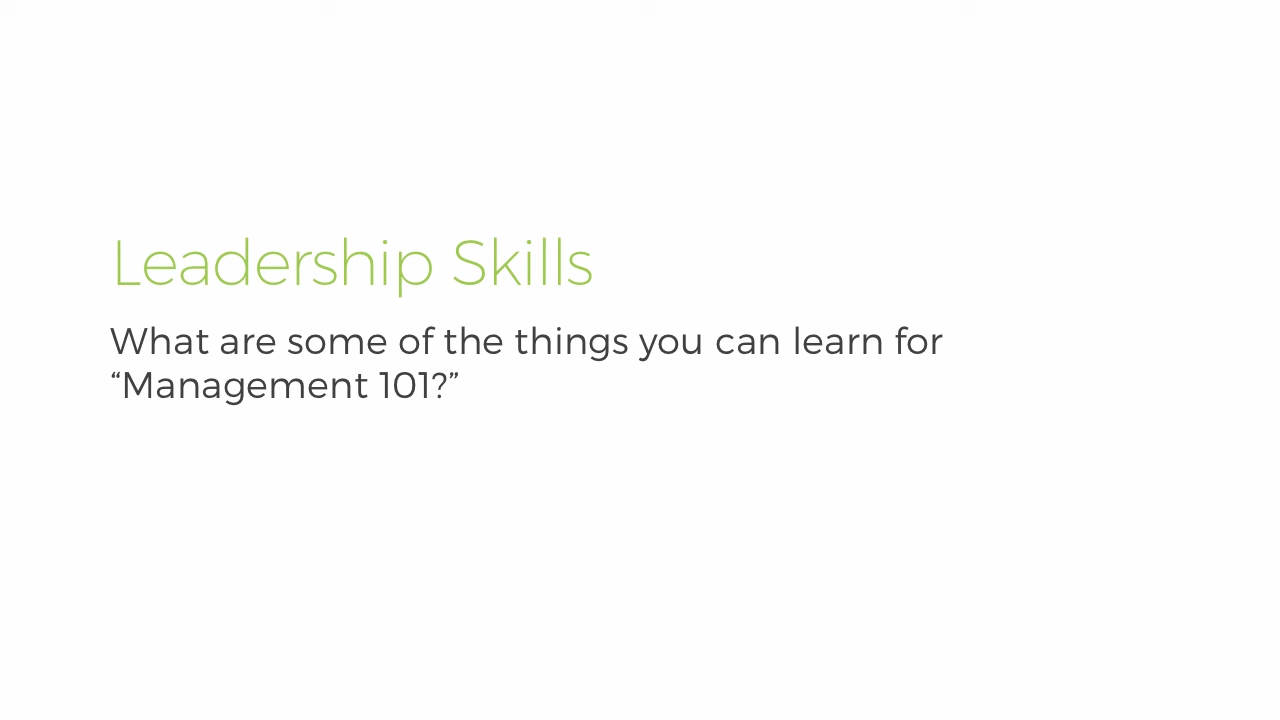 Leadership Skills
What are some of the things you can learn for
“Management 101?”